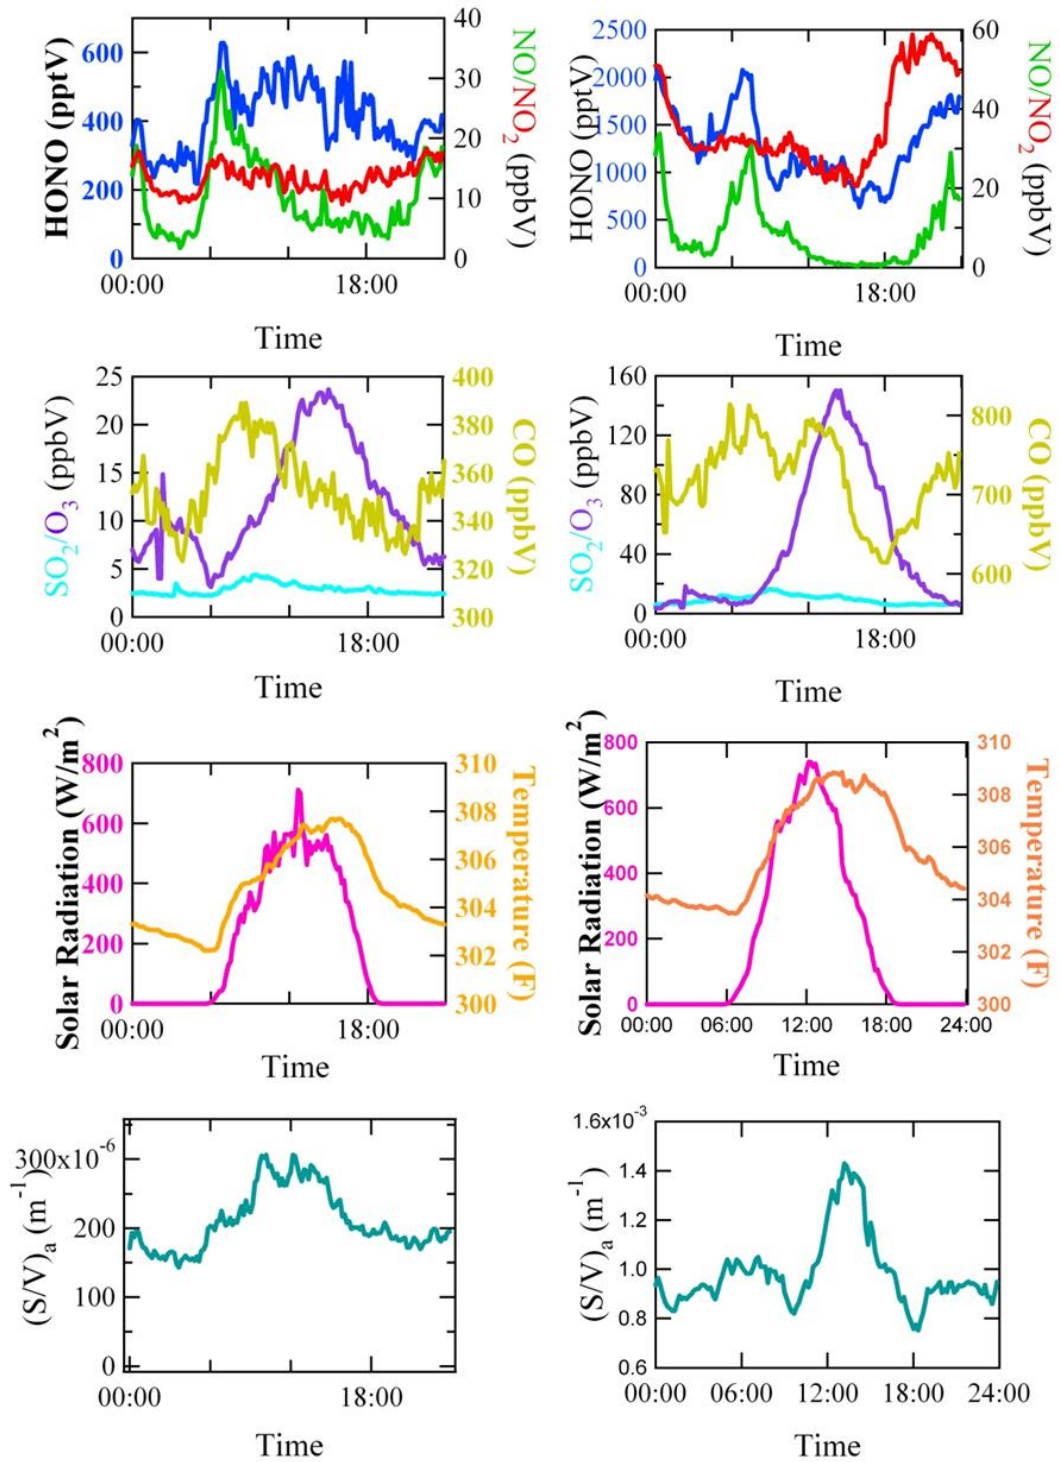 HONO (pptV)
600
400
200
0
40
30
20
10
0
NO/NO2 (ppbV)
00:00 18:00
Time
HONO (pptV)
2500
2000
1500
1000
500
0
60
40
20
0
NO/NO2 (ppbV)
00:00 18:00
Time
SO2/O3 (ppbV)
25
20
15
10
5
0
400
380
360
340
320
300
CO (ppbV)
00:00 18:00
Time
SO2/O3 (ppbV)
160
120
80
40
0
800
700
600
CO (ppbV)
00:00 18:00
Time
Solar Radiation (W/m2)
800
600
400
200
0
310
308
306
304
302
300
Temperature (F)
00:00 18:00
Time
Solar Radiation (W/m2)
800
600
400
200
0
310
308
306
304
302
300
Temperature (F)
00:00 06:00 12:00 18:00 24:00
Time
(S/V)a (m-1)
300x10-6
200
100
0
00:00 18:00
Time
(S/V)a (m-1)
1.6x10-3
1.4
1.2
1.0
0.8
0.6
00:00 06:00 12:00 18:00 24:00
Time